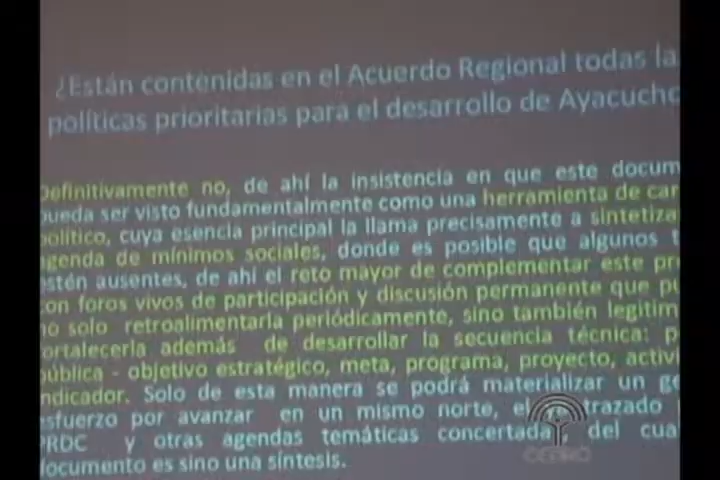 ¿Están contenidas en el Acuerdo Regional todas la
políticas prioritarias para el desarrollo de Ayacucho
Definitivamente no, de ahí la insistencia en que este docum
pueda ser visto fundamentalmente como una herramienta de car
político, cuya esencia principal la llama precisamente a sintetiza
agenda de mínimos sociales, donde es posible que algunos t
estén ausentes, de ahí el reto mayor de complementar este pr
con foros vivos de participación y discusión permanente que pu
no solo retroalimentarla periódicamente, sino también legitim
fortalecerla además de desarrollar la secuencia técnica: p
pública - objetivo estratégico, meta, programa, proyecto, activi
indicador. Solo de esta manera se podrá materializar un ge
esfuerzo por avanzar en un mismo norte, el trazado
PRDC y otras agendas temáticas concertada, del cua
documento es sino una síntesis.
CEDRO